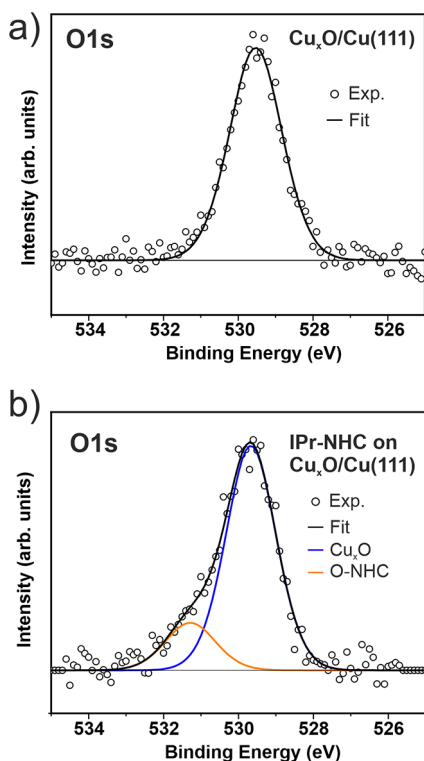 a)
O1s
CuₓO/Cu(111)
Exp.
Fit
Intensity (arb. units)
534 532 530 528 526
Binding Energy (eV)
b)
O1s
IPr-NHC on
CuₓO/Cu(111)
Exp.
Fit
CuₓO
O-NHC
Intensity (arb. units)
534 532 530 528 526
Binding Energy (eV)